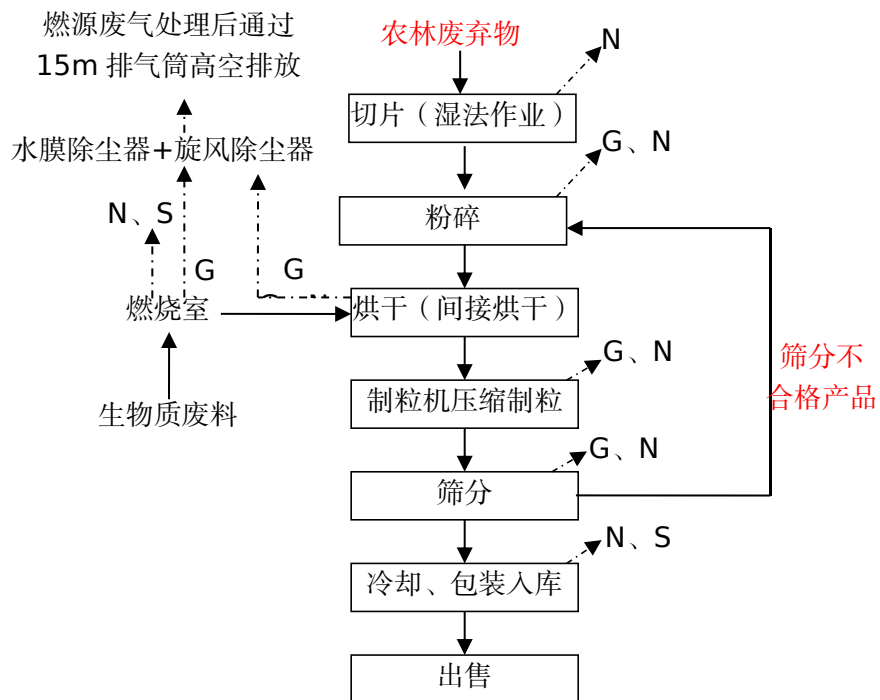 燃源废气处理后通过
15m 排气筒高空排放
农林废弃物
N
切片（湿法作业）
水膜除尘器+旋风除尘器
G、N
粉碎
N、S
G
G
燃烧室
烘干（间接烘干）
G、N
筛分不
合格产品
制粒机压缩制粒
生物质废料
G、N
筛分
N、S
冷却、包装入库
出售